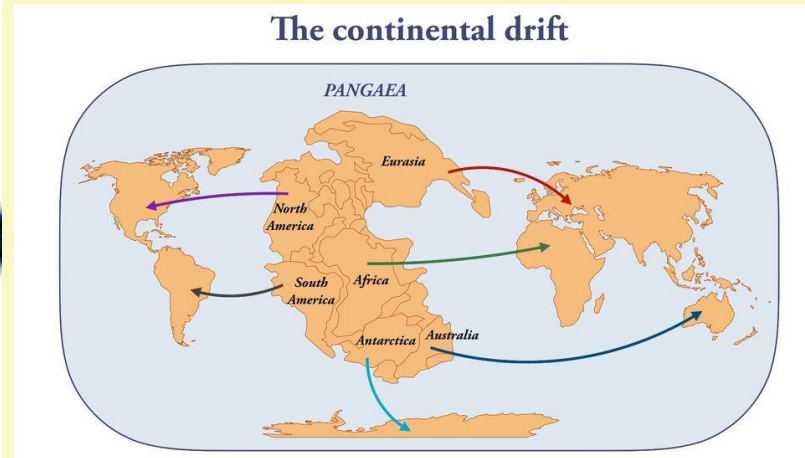 The continental drift
PANGAEA
Eurasia
North
America
South
America
Africa
Antarctica
Australia